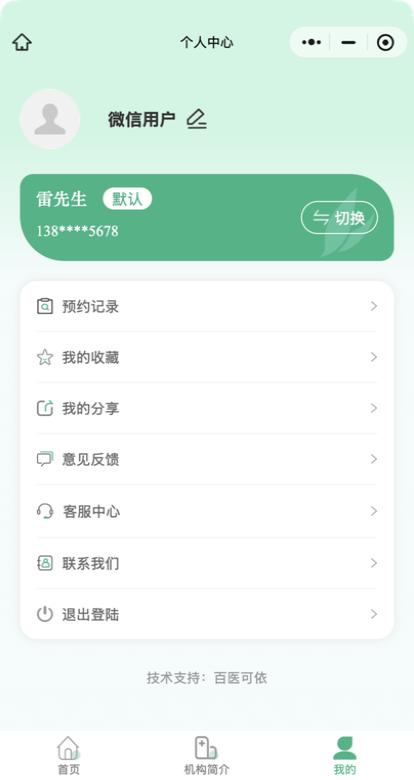 个人中心
微信用户
雷先生 默认
138****5678
切换
预约记录
我的收藏
我的分享
意见反馈
客服中心
联系我们
退出登陆
技术支持：百医可依
首页 机构简介 我的